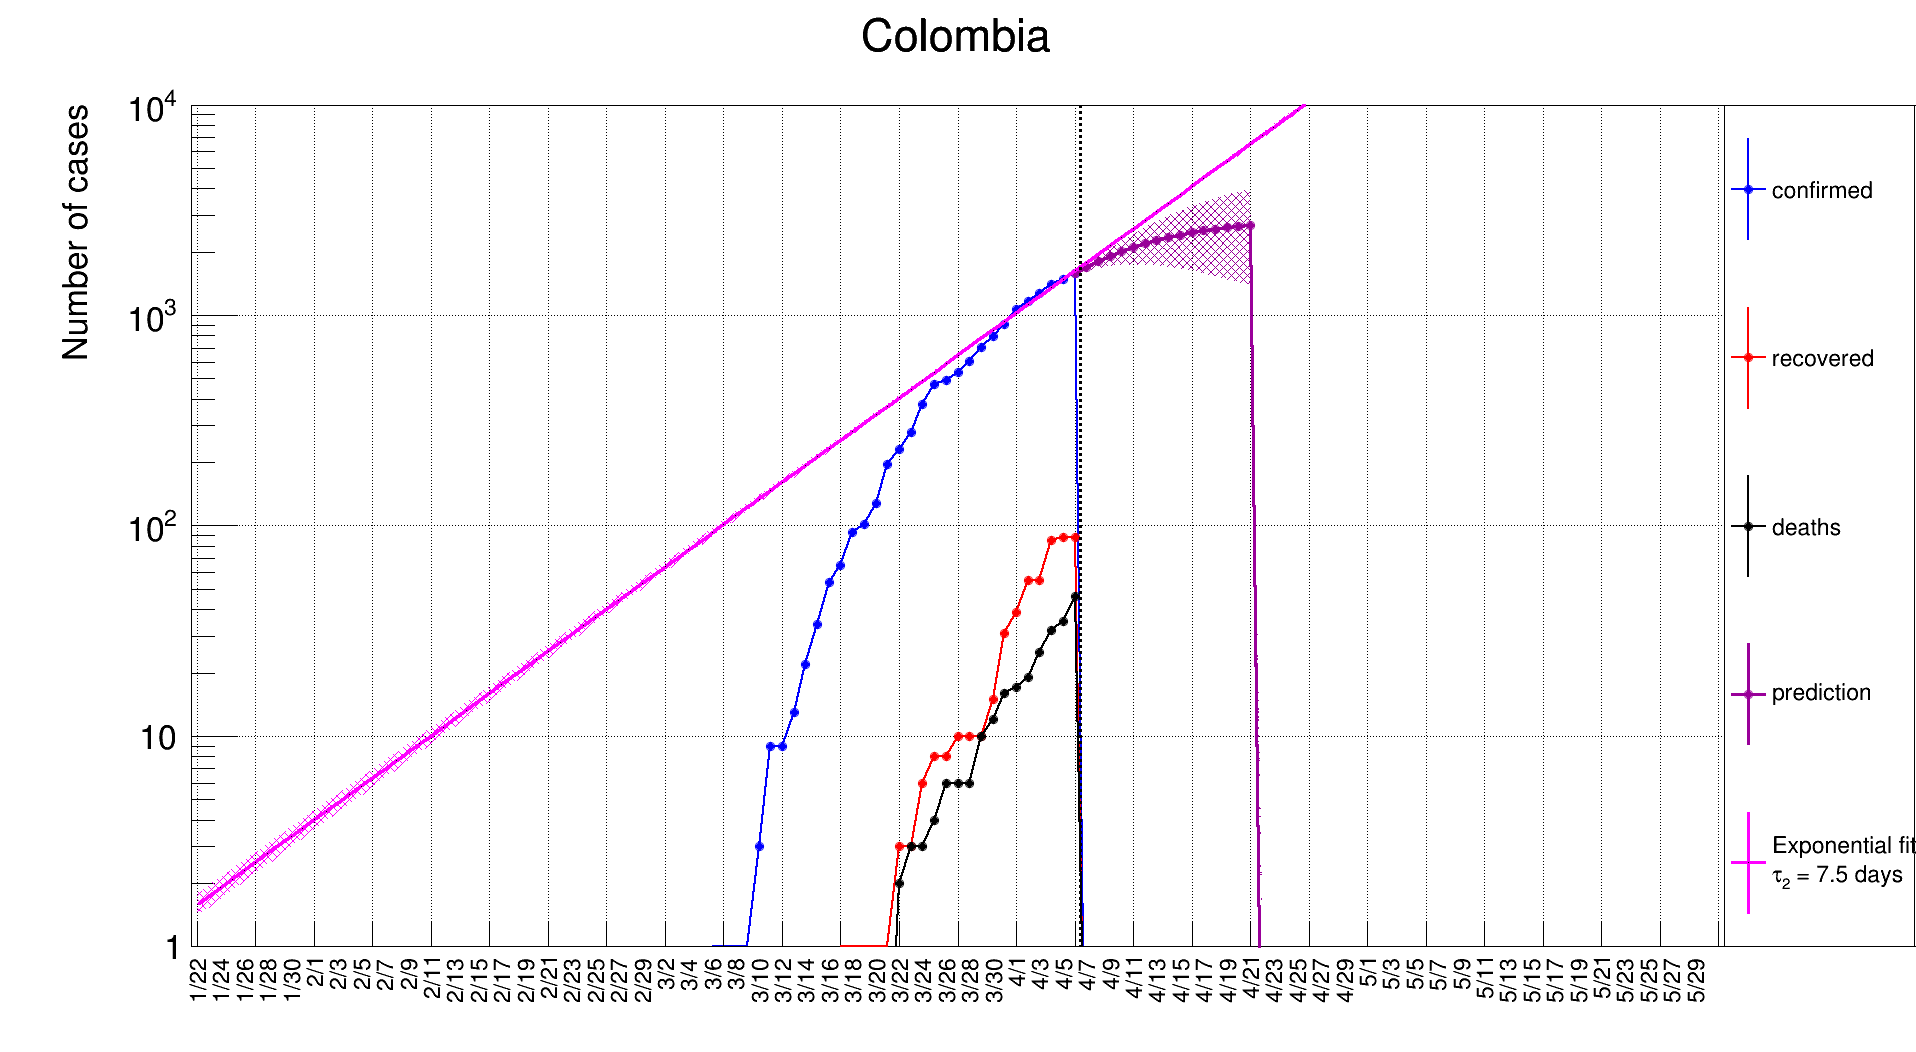 Colombia
Number of cases
10^4
10^3
10^2
10
1
1/22 1/24 1/26 1/28 1/30 2/1 2/3 2/5 2/7 2/9 2/11 2/13 2/15 2/17 2/19 2/21 2/23 2/25 2/27 2/29 3/2 3/4 3/6 3/8 3/10 3/12 3/14 3/16 3/18 3/20 3/22 3/24 3/26 3/28 3/30 4/1 4/3 4/5 4/7 4/9 4/11 4/13 4/15 4/17 4/19 4/21 4/23 4/25 4/27 4/29 5/1 5/3 5/5 5/7 5/9 5/11 5/13 5/15 5/17 5/19 5/21 5/23 5/25 5/27 5/29
confirmed
recovered
deaths
prediction
Exponential fit
τ₂ = 7.5 days